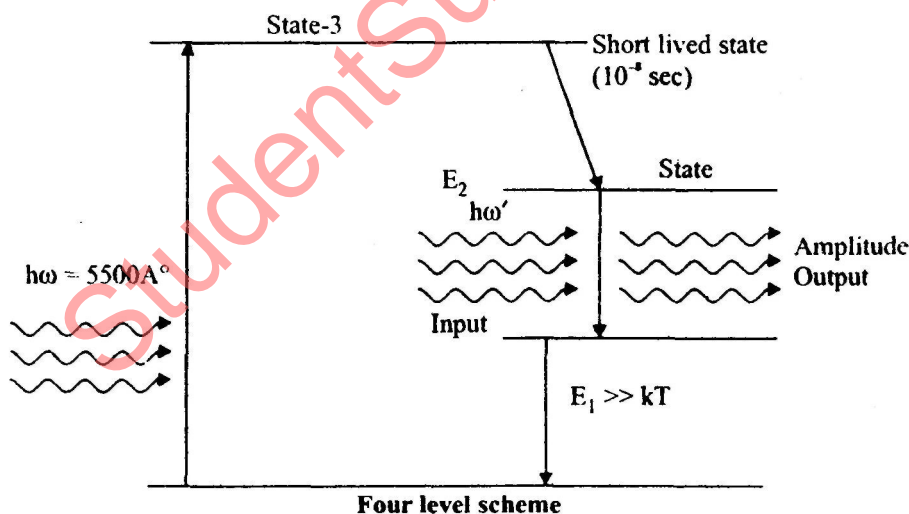 State-3
Short lived state
(10⁻⁸ sec)
E₂
State
hω′
hω = 5500A°
Amplitude
Output
Input
E₁ >> kT
Four level scheme
StudentSu